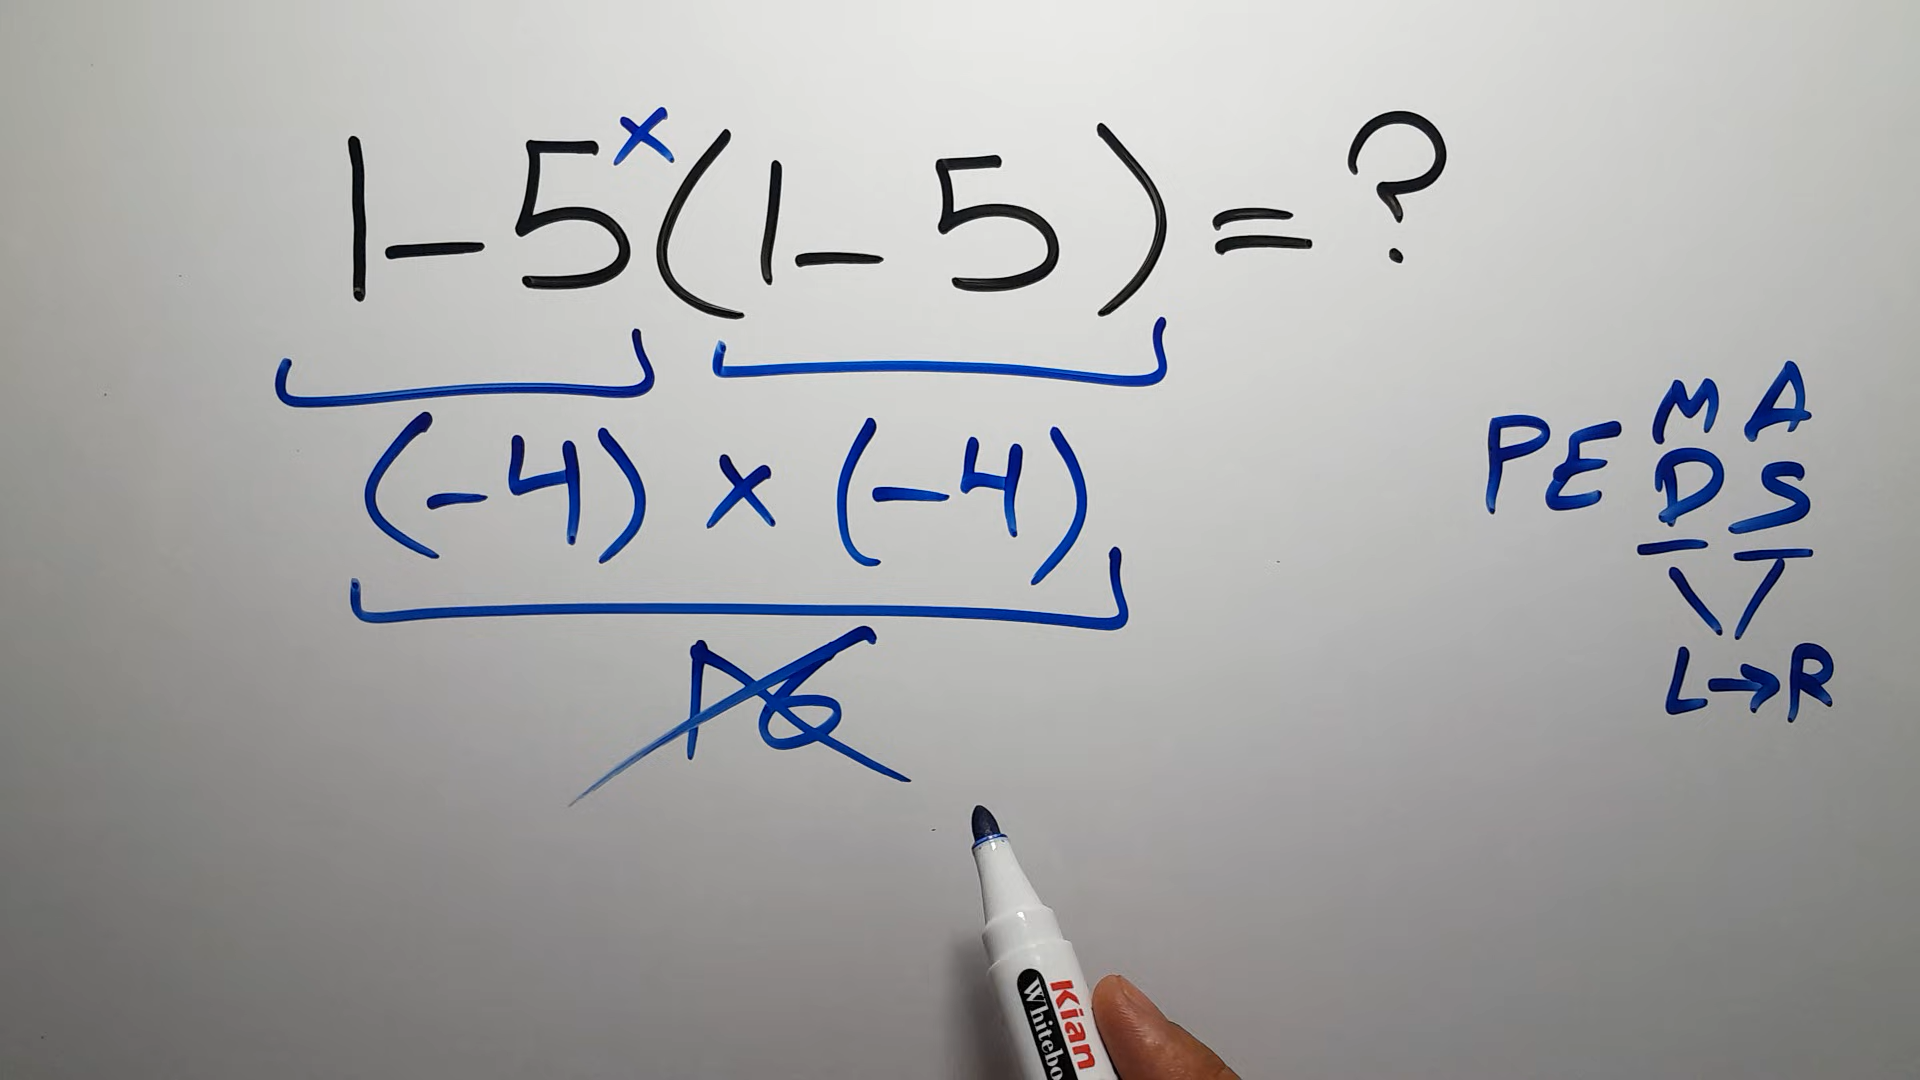 1-5×(1-5)=?
(-4)×(-4)
16
M A
PE D S
L→R
Kian
Whitebo